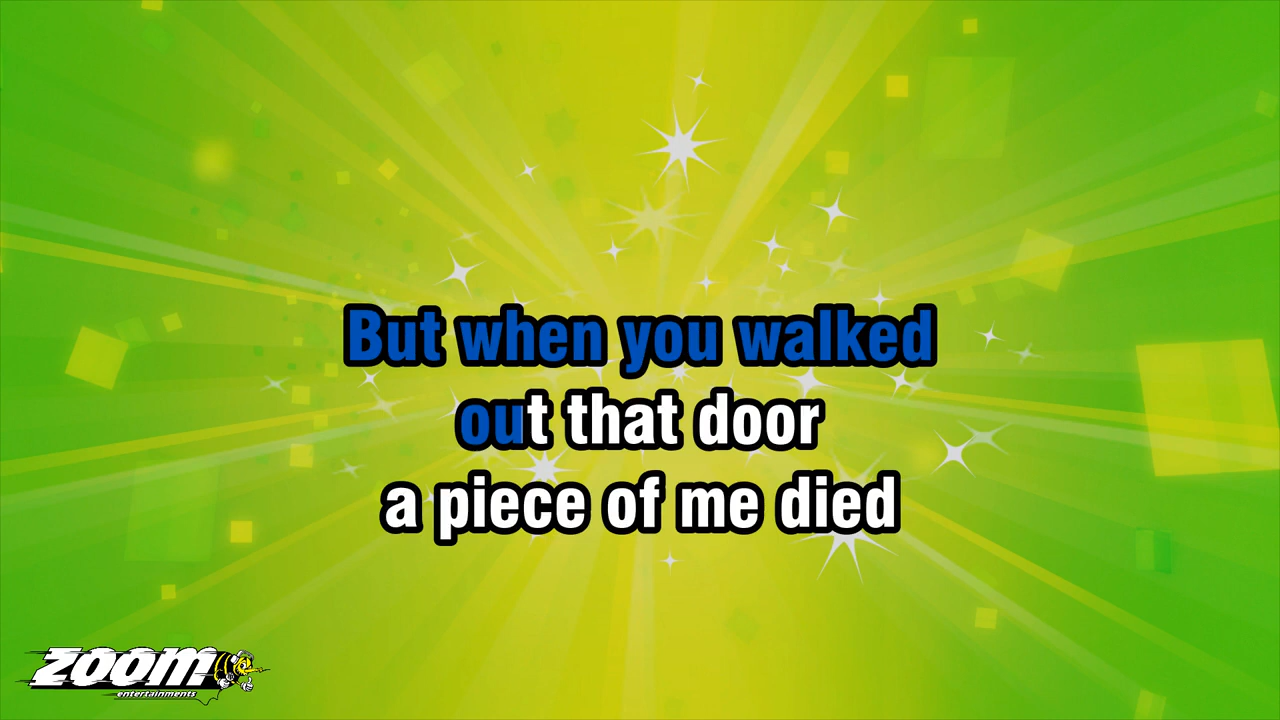 But when you walked
out that door
a piece of me died
ZOOM
entertainments